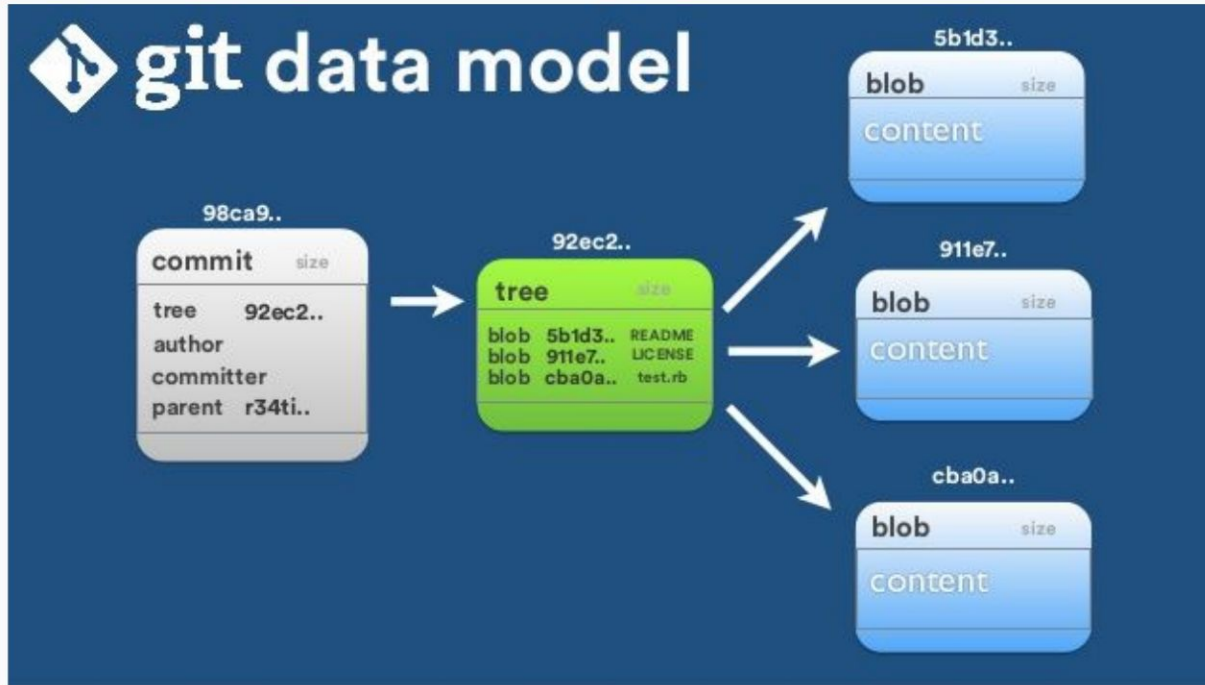 git data model
98ca9..
commit size
tree 92ec2..
author
committer
parent r34ti..
92ec2..
tree size
blob 5b1d3.. README
blob 911e7.. LICENSE
blob cba0a.. test.rb
5b1d3..
blob size
content
911e7..
blob size
content
cba0a..
blob size
content